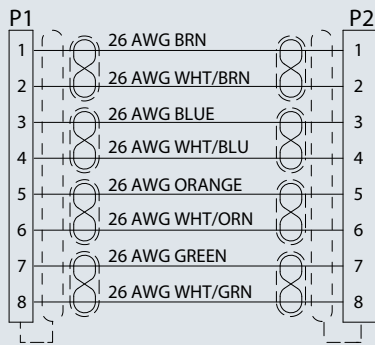 P1 P2
1 26 AWG BRN 1
2 26 AWG WHT/BRN 2
3 26 AWG BLUE 3
4 26 AWG WHT/BLU 4
5 26 AWG ORANGE 5
6 26 AWG WHT/ORN 6
7 26 AWG GREEN 7
8 26 AWG WHT/GRN 8